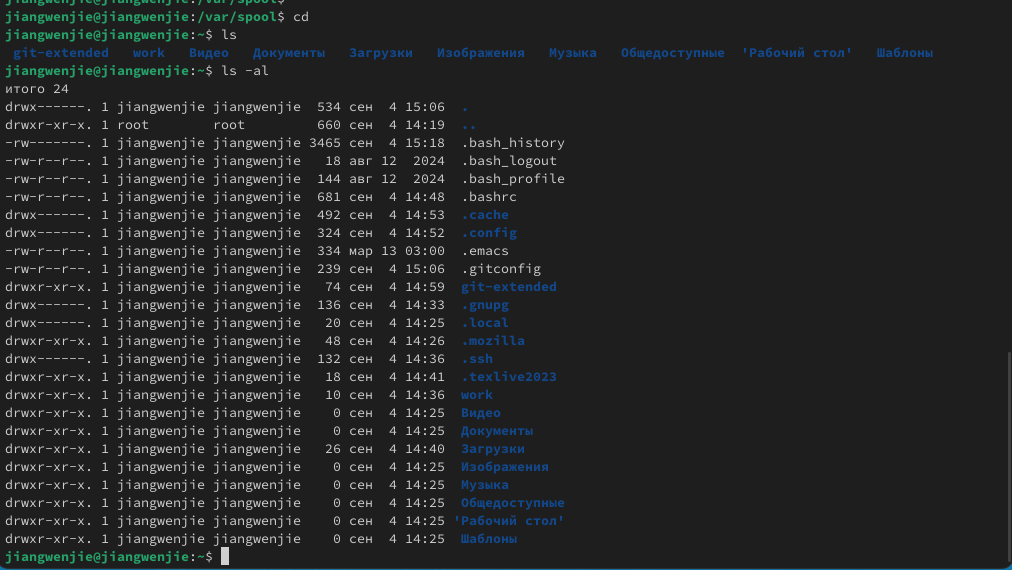 jiangwenjie@jiangwenjie:/var/spool$
jiangwenjie@jiangwenjie:/var/spool$ cd
jiangwenjie@jiangwenjie:~$ ls
git-extended work Видео Документы Загрузки Изображения Музыка Общедоступные 'Рабочий стол' Шаблоны
jiangwenjie@jiangwenjie:~$ ls -al
итого 24
drwx------. 1 jiangwenjie jiangwenjie 534 сен 4 15:06 .
drwxr-xr-x. 1 root root 660 сен 4 14:19 ..
-rw-------. 1 jiangwenjie jiangwenjie 3465 сен 4 15:18 .bash_history
-rw-r--r--. 1 jiangwenjie jiangwenjie 18 авг 12 2024 .bash_logout
-rw-r--r--. 1 jiangwenjie jiangwenjie 144 авг 12 2024 .bash_profile
-rw-r--r--. 1 jiangwenjie jiangwenjie 681 сен 4 14:48 .bashrc
drwx------. 1 jiangwenjie jiangwenjie 492 сен 4 14:53 .cache
drwx------. 1 jiangwenjie jiangwenjie 324 сен 4 14:52 .config
-rw-r--r--. 1 jiangwenjie jiangwenjie 334 мар 13 03:00 .emacs
-rw-r--r--. 1 jiangwenjie jiangwenjie 239 сен 4 15:06 .gitconfig
drwxr-xr-x. 1 jiangwenjie jiangwenjie 74 сен 4 14:59 git-extended
drwx------. 1 jiangwenjie jiangwenjie 136 сен 4 14:33 .gnupg
drwx------. 1 jiangwenjie jiangwenjie 20 сен 4 14:25 .local
drwxr-xr-x. 1 jiangwenjie jiangwenjie 48 сен 4 14:26 .mozilla
drwx------. 1 jiangwenjie jiangwenjie 132 сен 4 14:36 .ssh
drwxr-xr-x. 1 jiangwenjie jiangwenjie 18 сен 4 14:41 .texlive2023
drwxr-xr-x. 1 jiangwenjie jiangwenjie 10 сен 4 14:36 work
drwxr-xr-x. 1 jiangwenjie jiangwenjie 0 сен 4 14:25 Видео
drwxr-xr-x. 1 jiangwenjie jiangwenjie 0 сен 4 14:25 Документы
drwxr-xr-x. 1 jiangwenjie jiangwenjie 26 сен 4 14:40 Загрузки
drwxr-xr-x. 1 jiangwenjie jiangwenjie 0 сен 4 14:25 Изображения
drwxr-xr-x. 1 jiangwenjie jiangwenjie 0 сен 4 14:25 Музыка
drwxr-xr-x. 1 jiangwenjie jiangwenjie 0 сен 4 14:25 Общедоступные
drwxr-xr-x. 1 jiangwenjie jiangwenjie 0 сен 4 14:25 'Рабочий стол'
drwxr-xr-x. 1 jiangwenjie jiangwenjie 0 сен 4 14:25 Шаблоны
jiangwenjie@jiangwenjie:~$